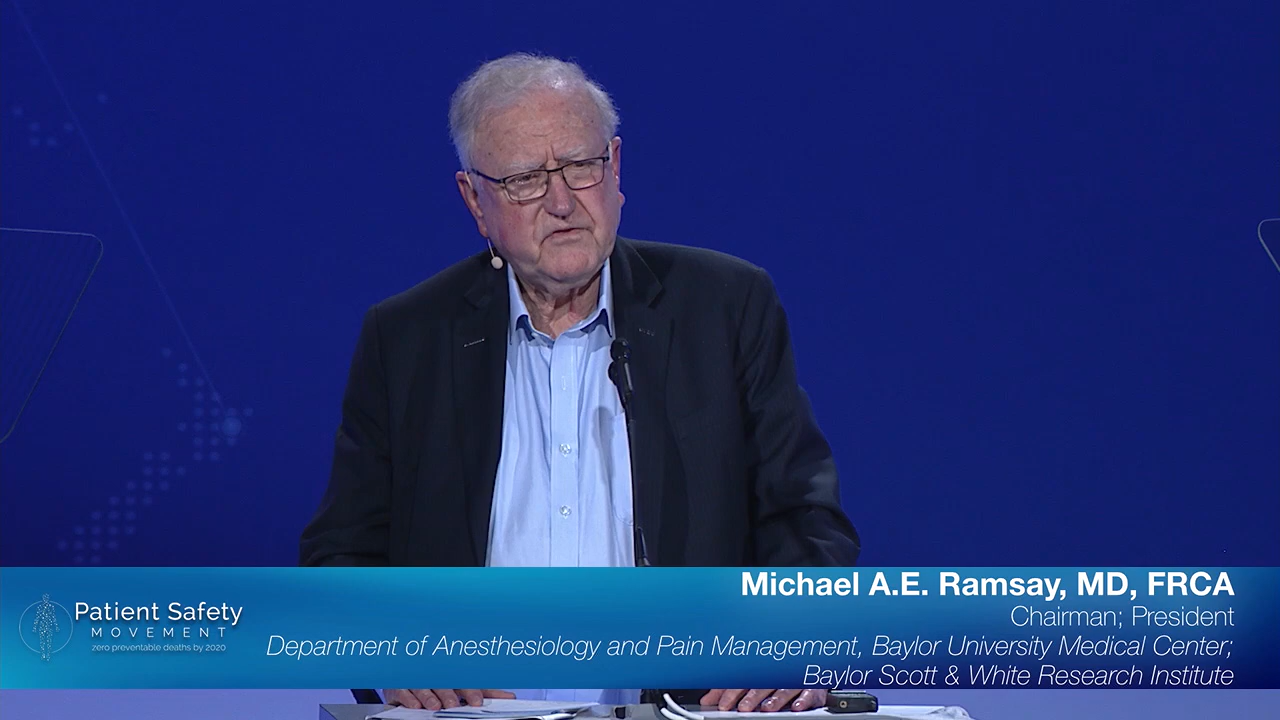 Michael A.E. Ramsay, MD, FRCA
Chairman; President
Department of Anesthesiology and Pain Management, Baylor University Medical Center;
Baylor Scott & White Research Institute
Patient Safety
MOVEMENT
zero preventable deaths by 2020